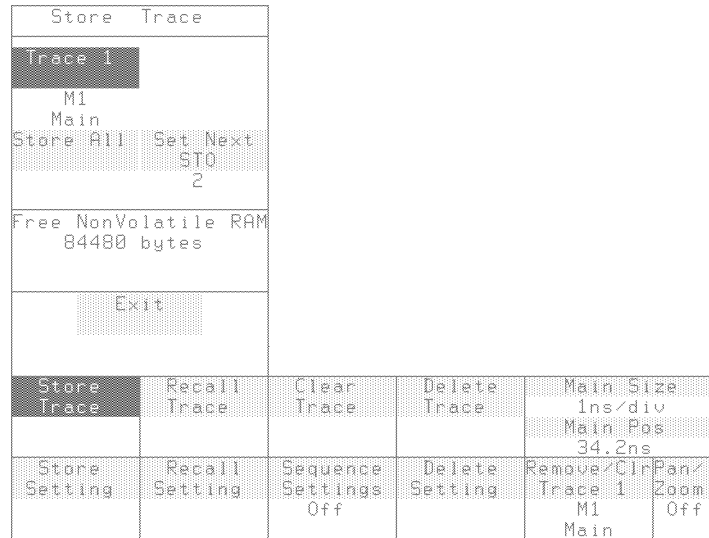 Store Trace
Trace 1
M1
Main
Store All Set Next
STO
2
Free NonVolatile RAM
84480 bytes
Exit
Store Recall Clear Delete Main Size
Trace Trace Trace Trace 1ns/div
Main Pos
34.2ns
Store Recall Sequence Delete Remove/Clr Pan/
Setting Setting Settings Setting Trace 1 Zoom
Off M1 Off
Main